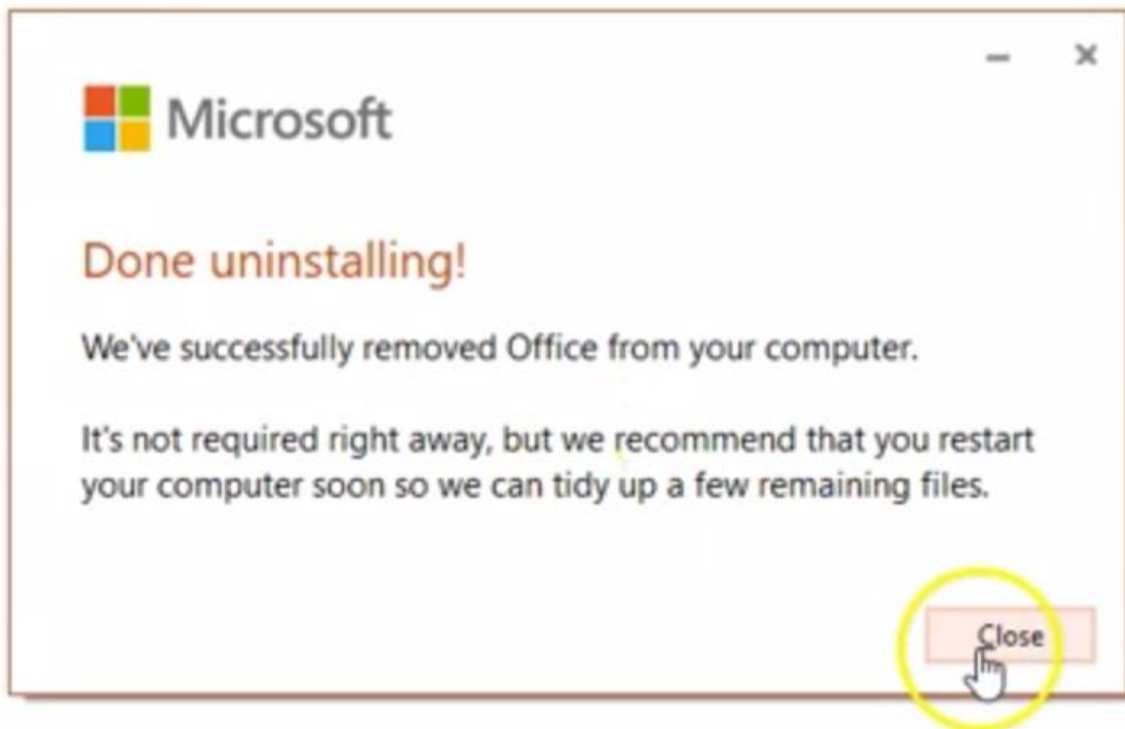 Microsoft
Done uninstalling!
We've successfully removed Office from your computer.
It's not required right away, but we recommend that you restart
your computer soon so we can tidy up a few remaining files.
Close